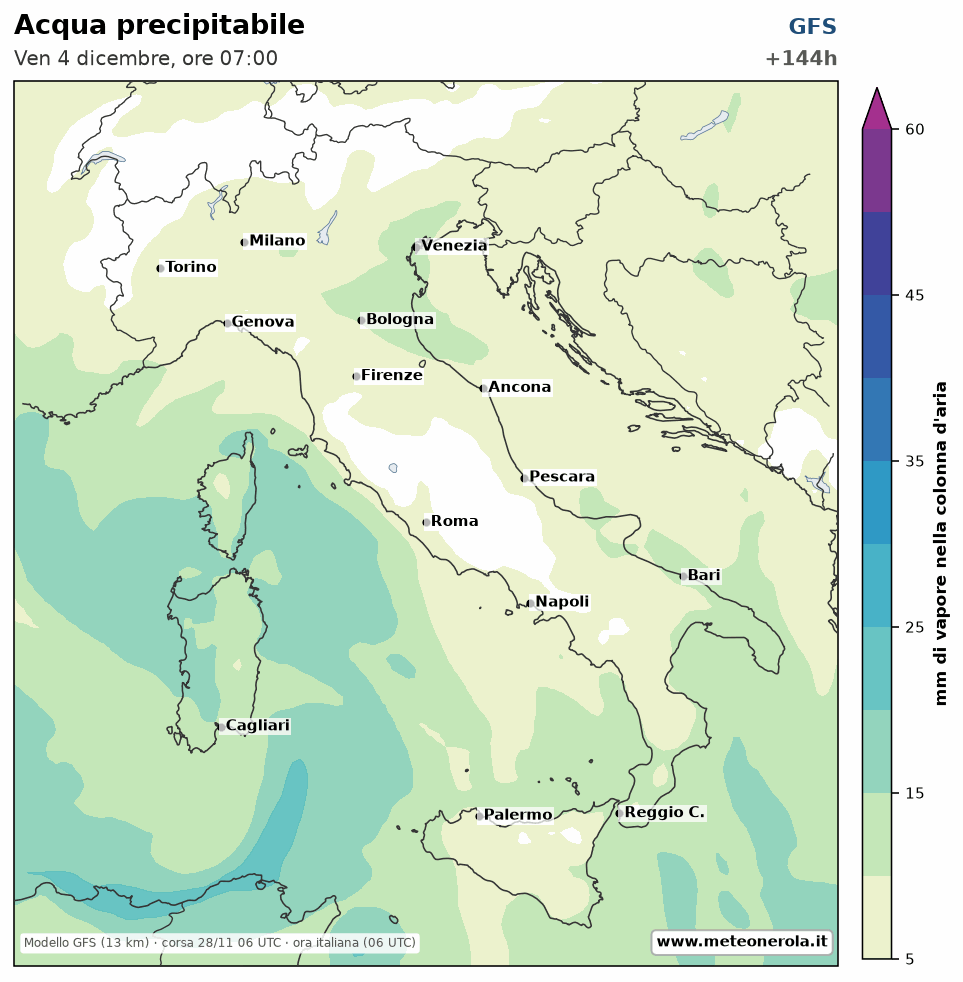 Acqua precipitabile
GFS
Ven 4 dicembre, ore 07:00
+144h
Milano
Venezia
Torino
Genova
Bologna
Firenze
Ancona
Pescara
Roma
Bari
Napoli
Cagliari
Palermo
Reggio C.
60
45
35
25
15
5
mm di vapore nella colonna d'aria
Modello GFS (13 km) · corsa 28/11 06 UTC · ora italiana (06 UTC)
www.meteonerola.it